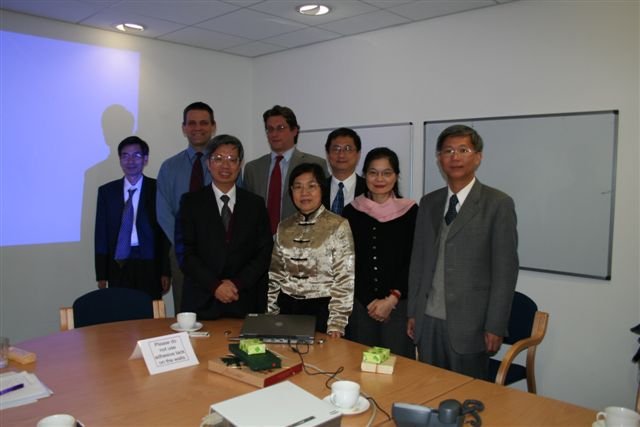 Please do
not use
adhesive tack
on the walls